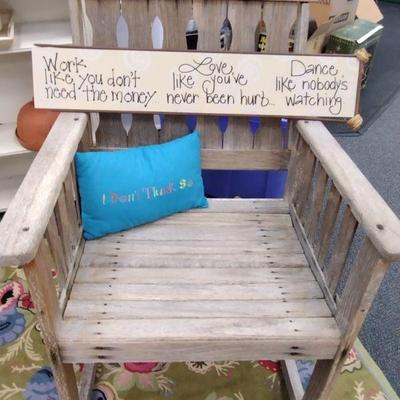 Work
like you don't
need the money...
Love
like you've
never been hurt...
Dance
like nobody's
watching
I Don't Think So